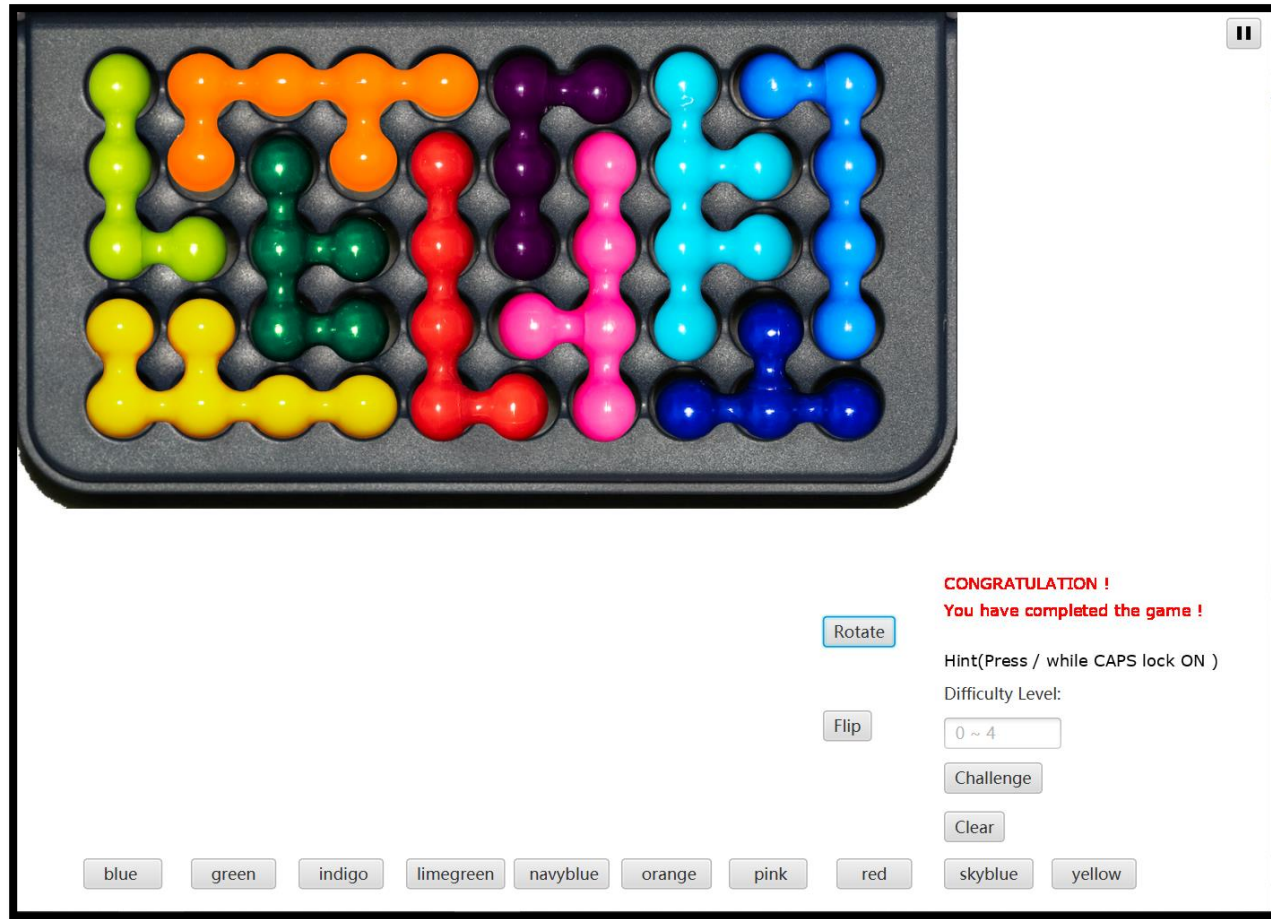 CONGRATULATION !
You have completed the game !
Rotate
Hint(Press / while CAPS lock ON )
Difficulty Level:
Flip
0 ~ 4
Challenge
Clear
blue green indigo limegreen navyblue orange pink red skyblue yellow